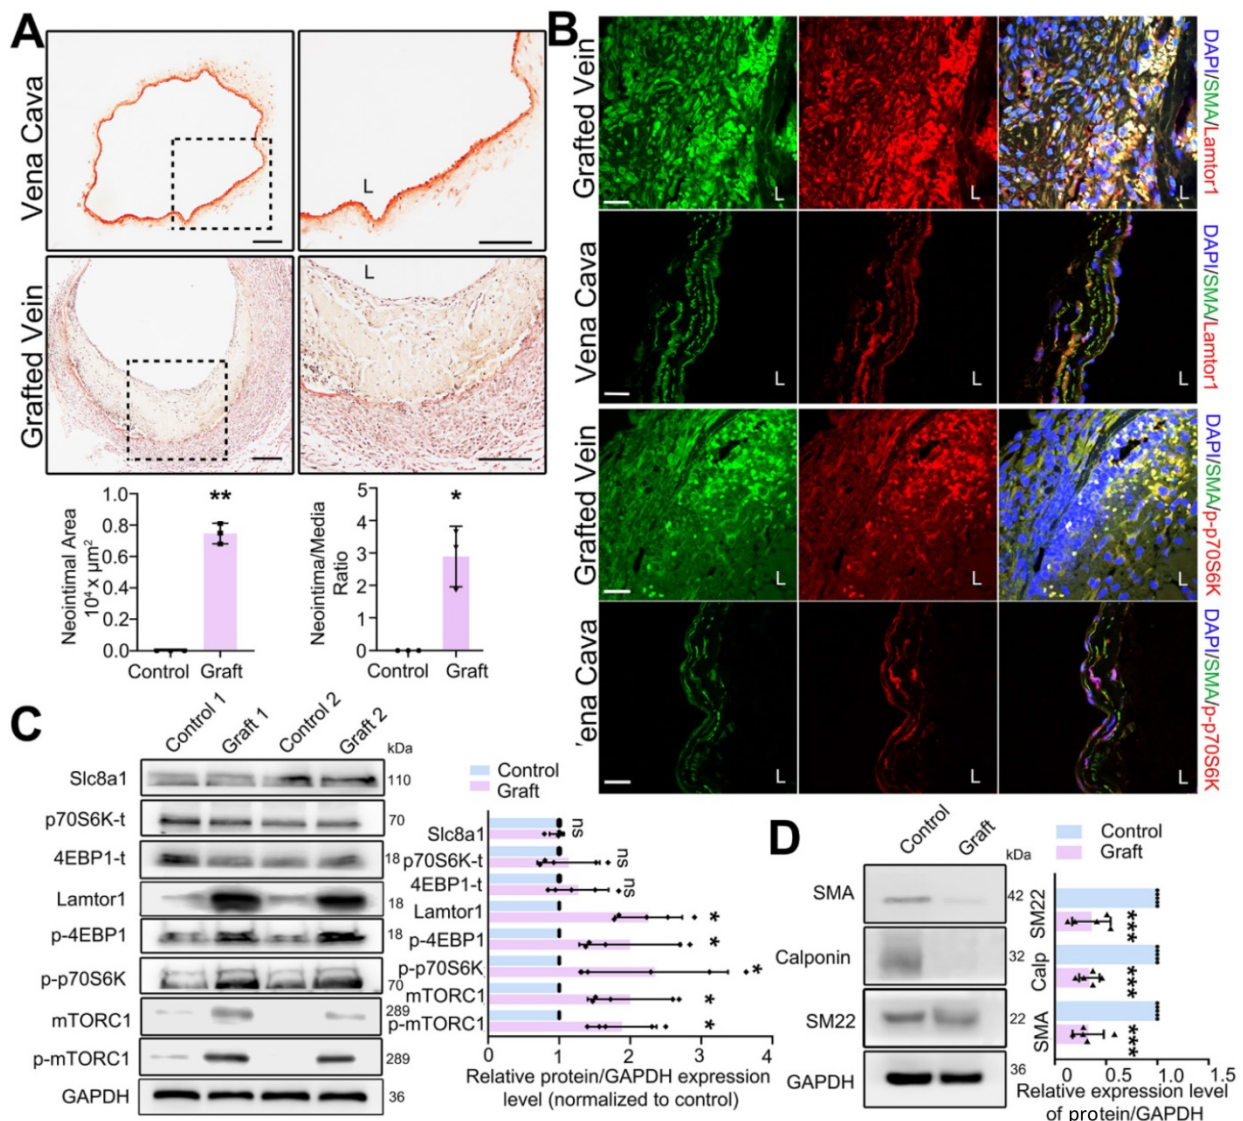 A
Vena Cava
L
Grafted Vein
L
Neointimal Area
10⁴ x µm²
1.0
0.8
0.6
0.4
0.2
0.0
**
Control
Graft
Neointima/Media
Ratio
5
4
3
2
1
0
*
Control
Graft
B
Grafted Vein
L
DAPI/SMA/Lamtor1
Vena Cava
L
L
L
DAPI/SMA/Lamtor1
Grafted Vein
L
L
L
DAPI/SMA/p-p70S6K
'ena Cava
L
L
L
DAPI/SMA/p-p70S6K
C
Control 1
Graft 1
Control 2
Graft 2
kDa
Slc8a1
110
p70S6K-t
70
4EBP1-t
18
Lamtor1
18
p-4EBP1
18
p-p70S6K
70
mTORC1
289
p-mTORC1
289
GAPDH
36
Control
Graft
Slc8a1
ns
p70S6K-t
ns
4EBP1-t
ns
Lamtor1
*
p-4EBP1
*
p-p70S6K
*
mTORC1
*
p-mTORC1
*
0
1
2
3
4
Relative protein/GAPDH expression
level (normalized to control)
D
Control
Graft
kDa
SMA
42
Calponin
32
SM22
22
GAPDH
36
Control
Graft
SM22
***
Calp
***
SMA
***
0
0.5
1.0
1.5
Relative expression level
of protein/GAPDH